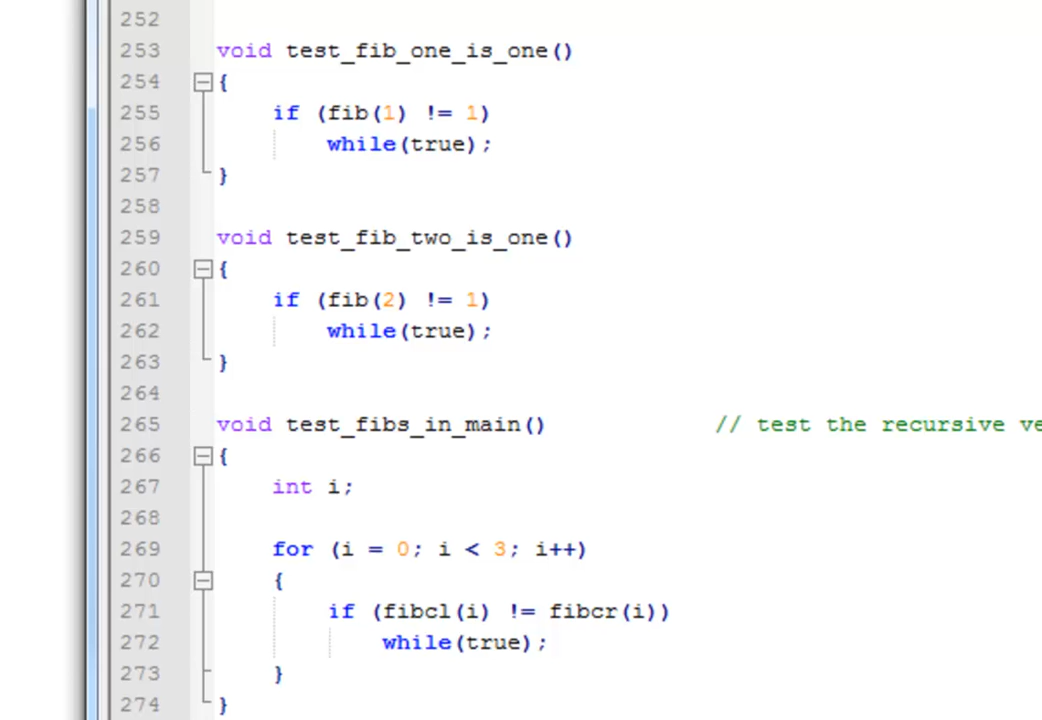 252
253 void test_fib_one_is_one()
254 {
255 if (fib(1) != 1)
256 while(true);
257 }
258
259 void test_fib_two_is_one()
260 {
261 if (fib(2) != 1)
262 while(true);
263 }
264
265 void test_fibs_in_main() // test the recursive ve
266 {
267 int i;
268
269 for (i = 0; i < 3; i++)
270 {
271 if (fibcl(i) != fibcr(i))
272 while(true);
273 }
274 }